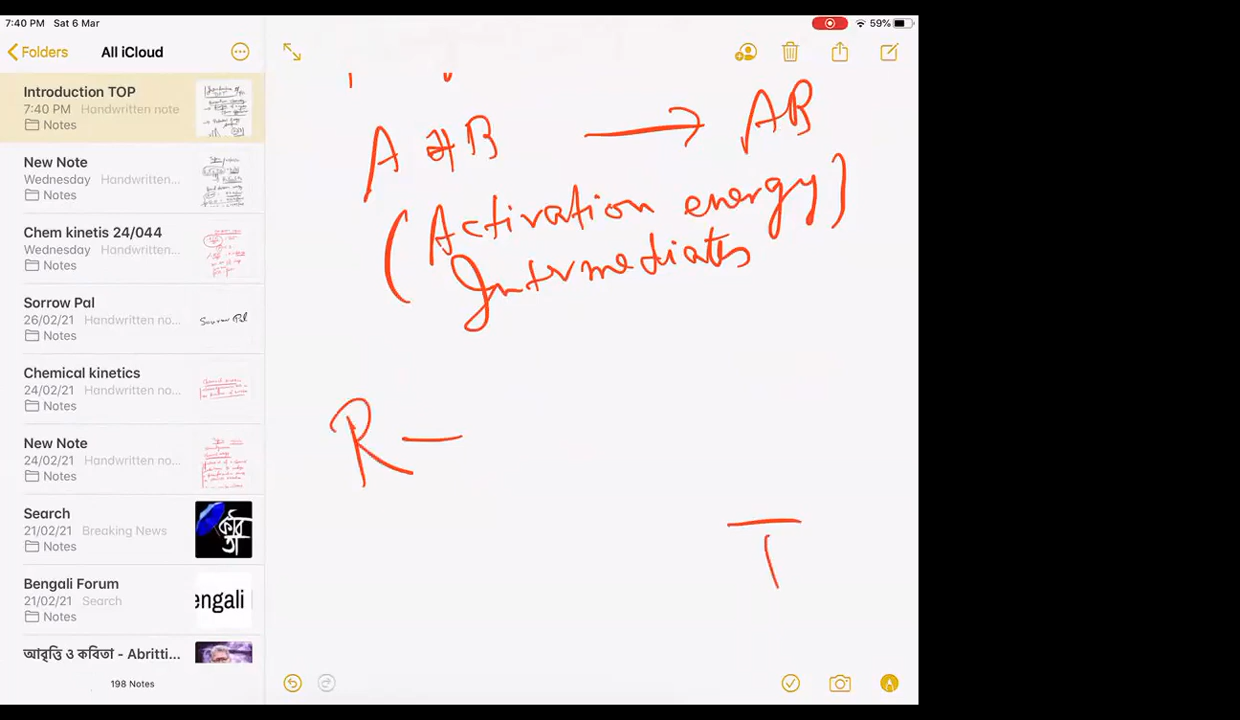 7:40 PM Sat 6 Mar
59%
Folders
All iCloud
Introduction TOP
7:40 PM Handwritten note
Notes
New Note
Wednesday Handwritten...
Notes
Chem kinetis 24/044
Wednesday Handwritten...
Notes
Sorrow Pal
26/02/21 Handwritten no...
Notes
Chemical kinetics
24/02/21 Handwritten no...
Notes
New Note
24/02/21 Handwritten no...
Notes
Search
21/02/21 Breaking News
Notes
কবিতা
Bengali Forum
21/02/21 Search
Notes
engali
আবৃত্তি ও কবিতা - Abritti...
198 Notes
A + B → AB
(Activation energy)
Intermediates
R —